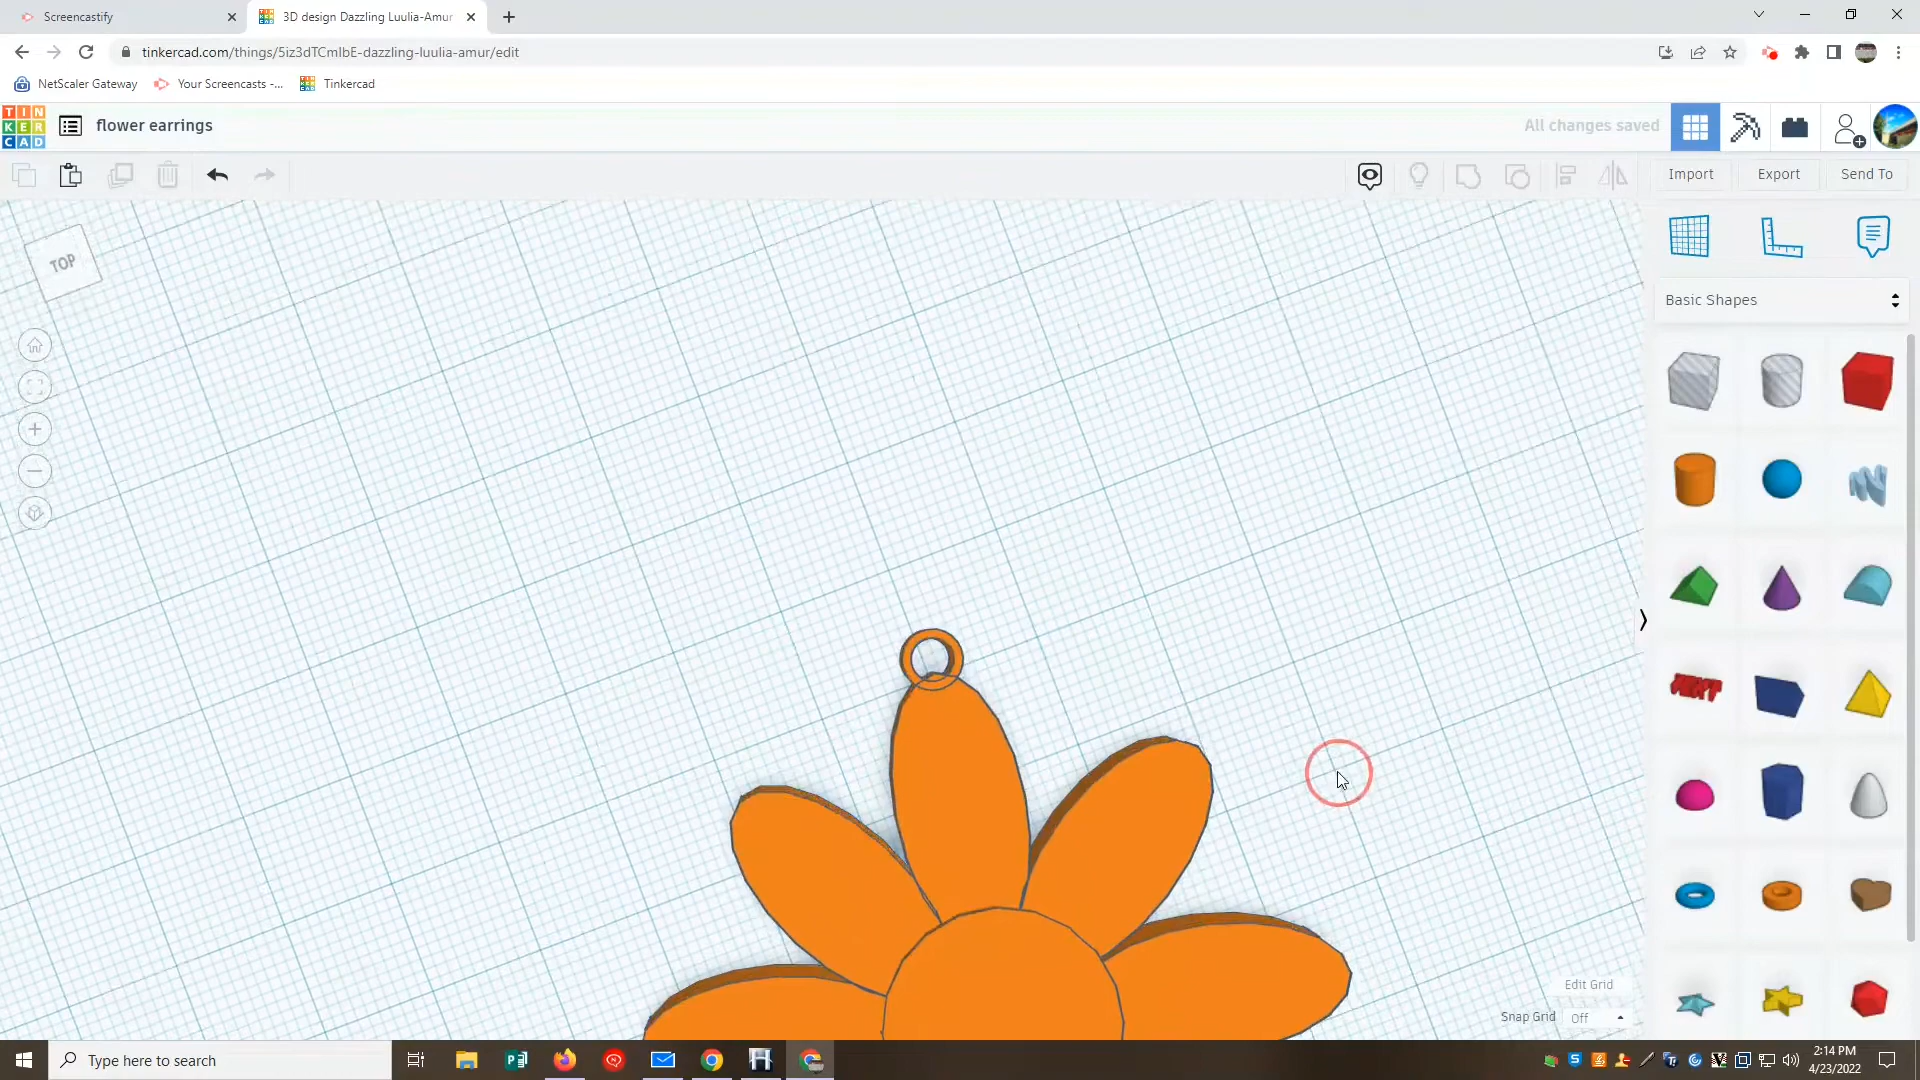 Screencastify
3D design Dazzling Luulia-Amur
tinkercad.com/things/5iz3dTCmlbE-dazzling-luulia-amur/edit
NetScaler Gateway
Your Screencasts -...
Tinkercad
TIN
KER
CAD
flower earrings
All changes saved
Import
Export
Send To
TOP
Basic Shapes
TEXT
Edit Grid
Snap Grid
Off
Type here to search
2:14 PM
4/23/2022